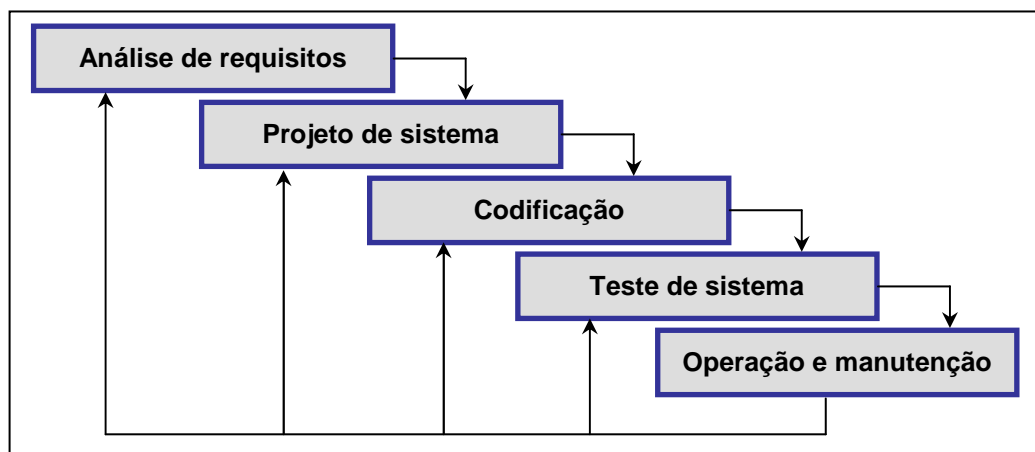 Análise de requisitos
Projeto de sistema
Codificação
Teste de sistema
Operação e manutenção